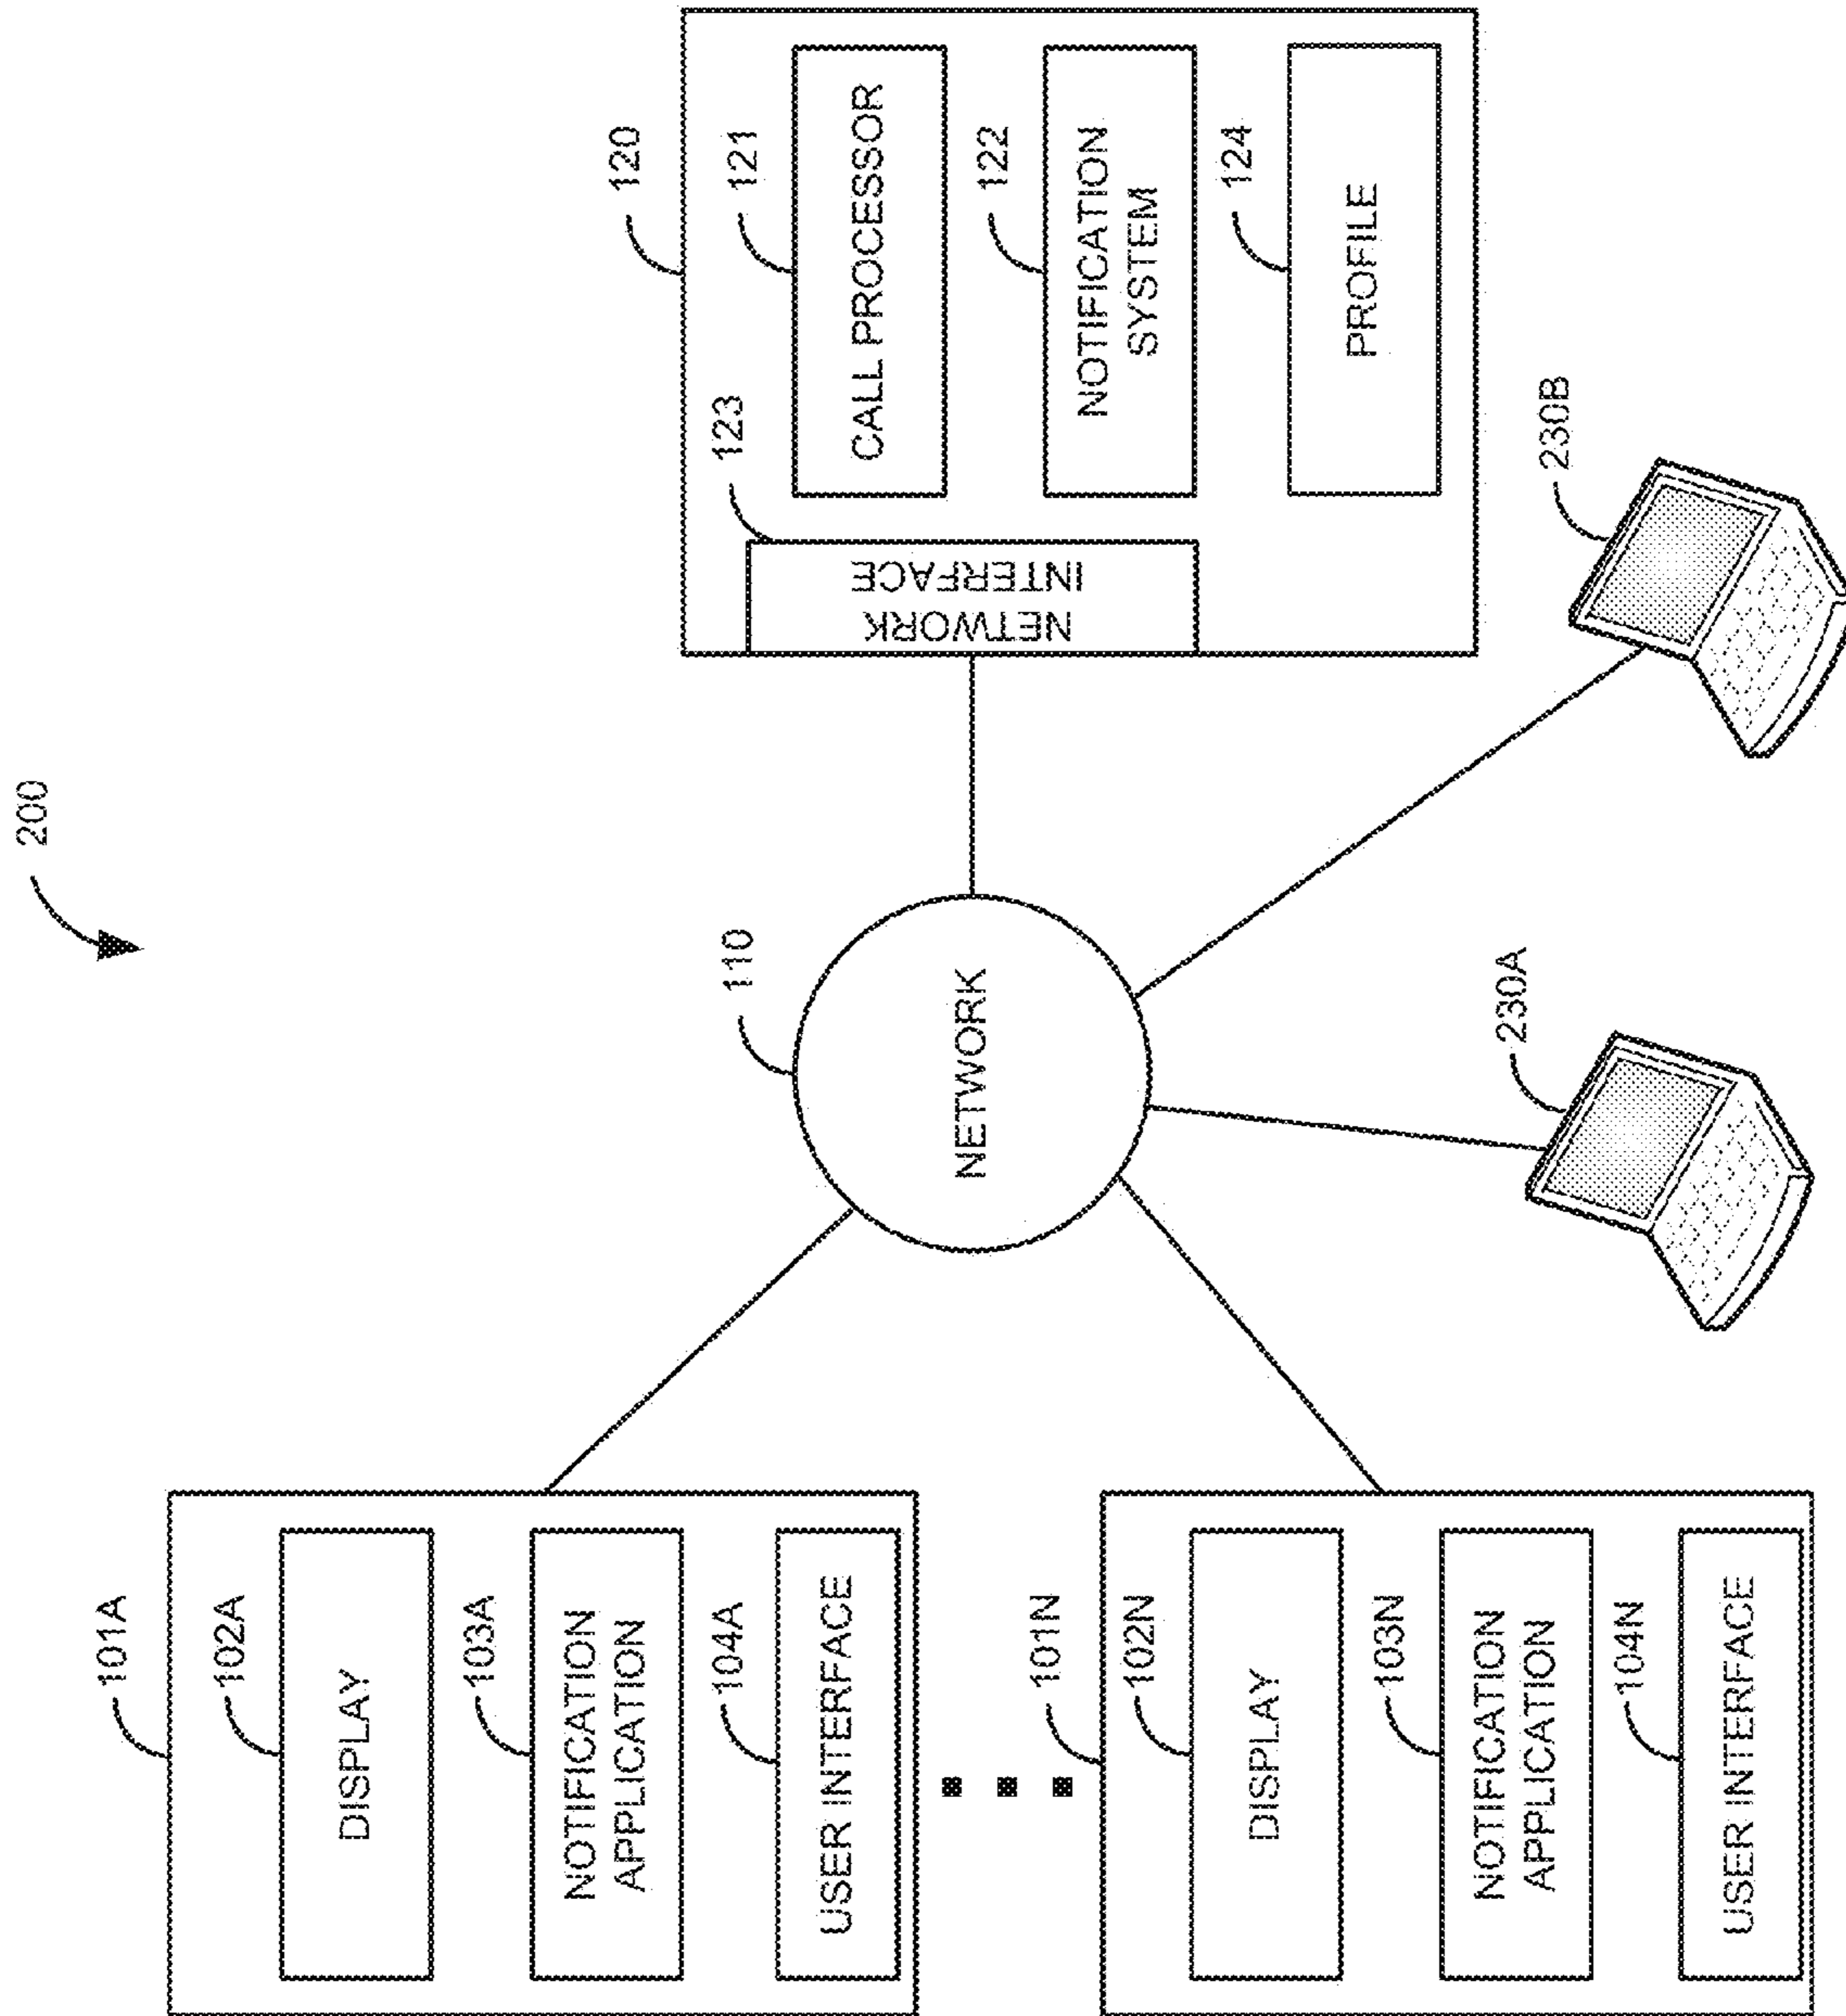 200
101A
102A
DISPLAY
103A
NOTIFICATION
APPLICATION
104A
USER INTERFACE
101N
102N
DISPLAY
103N
NOTIFICATION
APPLICATION
104N
USER INTERFACE
110
NETWORK
230A
230B
120
123
NETWORK
INTERFACE
121
CALL PROCESSOR
122
NOTIFICATION
SYSTEM
124
PROFILE